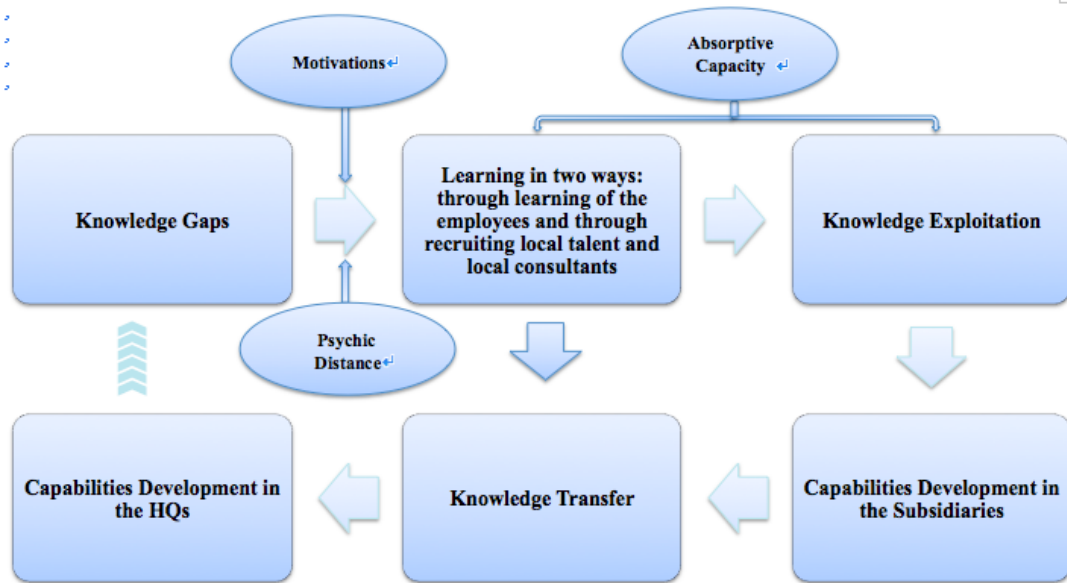 Motivations↵
Absorptive
Capacity ↵
Knowledge Gaps
Learning in two ways:
through learning of the
employees and through
recruiting local talent and
local consultants
Knowledge Exploitation
Psychic
Distance↵
Capabilities Development in
the HQs
Knowledge Transfer
Capabilities Development in
the Subsidiaries